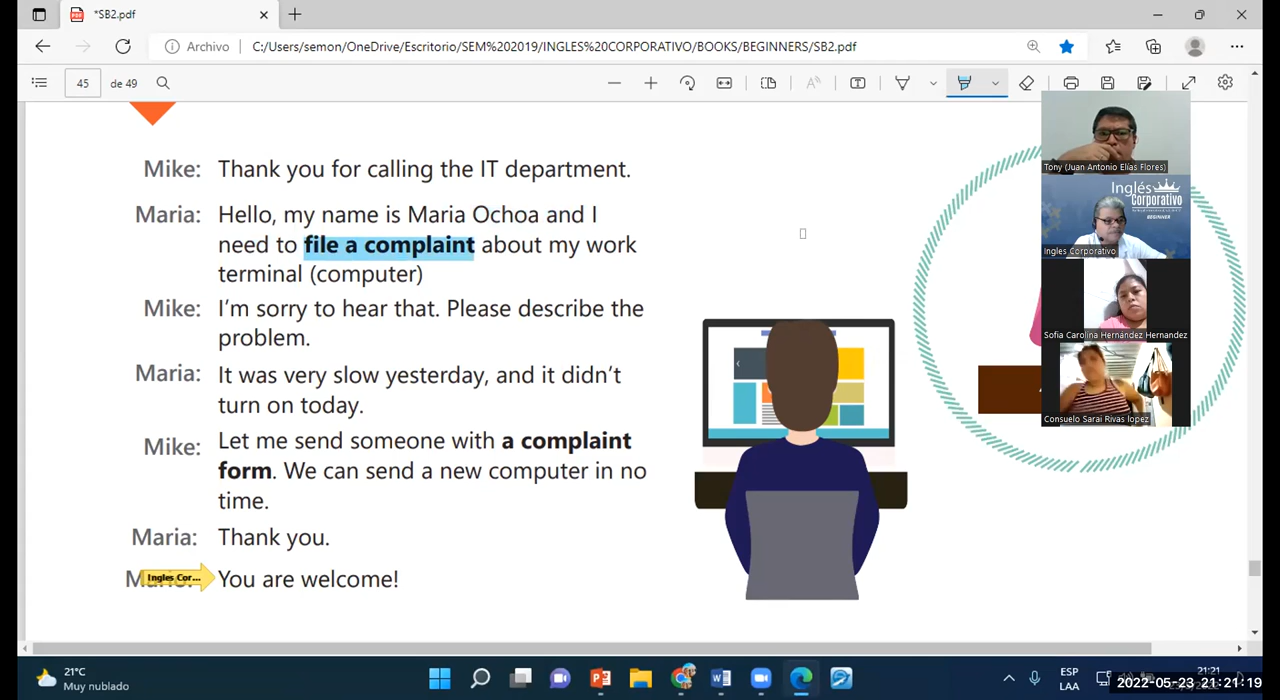 *SB2.pdf
Archivo
C:/Users/semon/OneDrive/Escritorio/SEM%202019/INGLES%20CORPORATIVO/BOOKS/BEGINNERS/SB2.pdf
45 de 49
Mike: Thank you for calling the IT department.
Maria: Hello, my name is Maria Ochoa and I
need to file a complaint about my work
terminal (computer)
Mike: I'm sorry to hear that. Please describe the
problem.
Maria: It was very slow yesterday, and it didn't
turn on today.
Mike: Let me send someone with a complaint
form. We can send a new computer in no
time.
Maria: Thank you.
Ingles Cor... You are welcome!
Tony (Juan Antonio Elías Flores)
Inglés
Corporativo
BEGINNER
Ingles Corporativo
Sofia Carolina Hernández Hernandez
Consuelo Sarai Rivas lopez
21°C
Muy nublado
ESP
LAA
21:21
2022-05-23 21:21:19